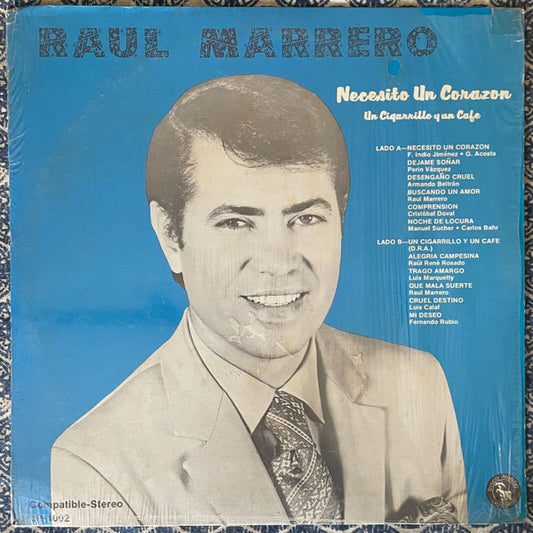 RAUL MARRERO
Necesito Un Corazon
Un Cigarrillo y un Cafe
LADO A—NECESITO UN CORAZON
F. Indio Jiménez • G. Acosta
DEJAME SOÑAR
Perin Vázquez
DESENGAÑO CRUEL
Armando Beltrán
BUSCANDO UN AMOR
Raul Marrero
COMPRENSION
Cristóbal Doval
NOCHE DE LOCURA
Manuel Sucher • Carlos Bahr
LADO B—UN CIGARRILLO Y UN CAFE
(D.R.A.)
ALEGRIA CAMPESINA
Raúl René Rosado
TRAGO AMARGO
Luis Marquetty
QUE MALA SUERTE
Raul Marrero
CRUEL DESTINO
Luis Calaf
MI DESEO
Fernando Rubio
Compatible-Stereo